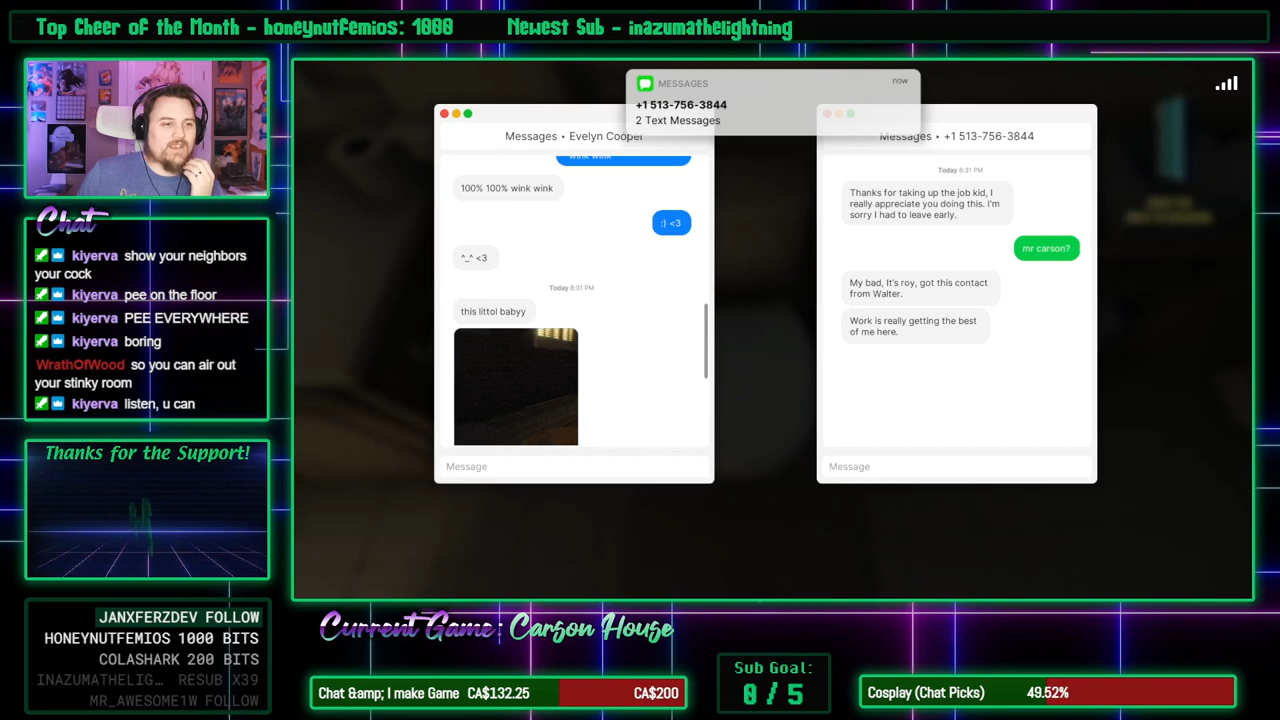 Top Cheer of the Month - honeynutfemios: 1000
Newest Sub - inazumathelightning
Chat
kiyerva show your neighbors
your cock
kiyerva pee on the floor
kiyerva PEE EVERYWHERE
kiyerva boring
WrathOfWood so you can air out
your stinky room
kiyerva listen, u can
Thanks for the Support!
JANXFERZDEV FOLLOW
HONEYNUTFEMIOS 1000 BITS
COLASHARK 200 BITS
INAZUMATHELIG... RESUB X39
MR_AWESOME1W FOLLOW
MESSAGES
now
+1 513-756-3844
2 Text Messages
Messages ‣ Evelyn Cooper
wink wink
100% 100% wink wink
:) <3
^_^ <3
Today 8:01 PM
this littol babyy
Message
Messages ‣ +1 513-756-3844
Today 8:31 PM
Thanks for taking up the job kid, I
really appreciate you doing this. I'm
sorry I had to leave early.
mr carson?
My bad, It's roy, got this contact
from Walter.
Work is really getting the best
of me here.
Message
Current Game: Carson House
Chat &amp; I make Game CA$132.25 CA$200
Sub Goal:
0 / 5
Cosplay (Chat Picks) 49.52%